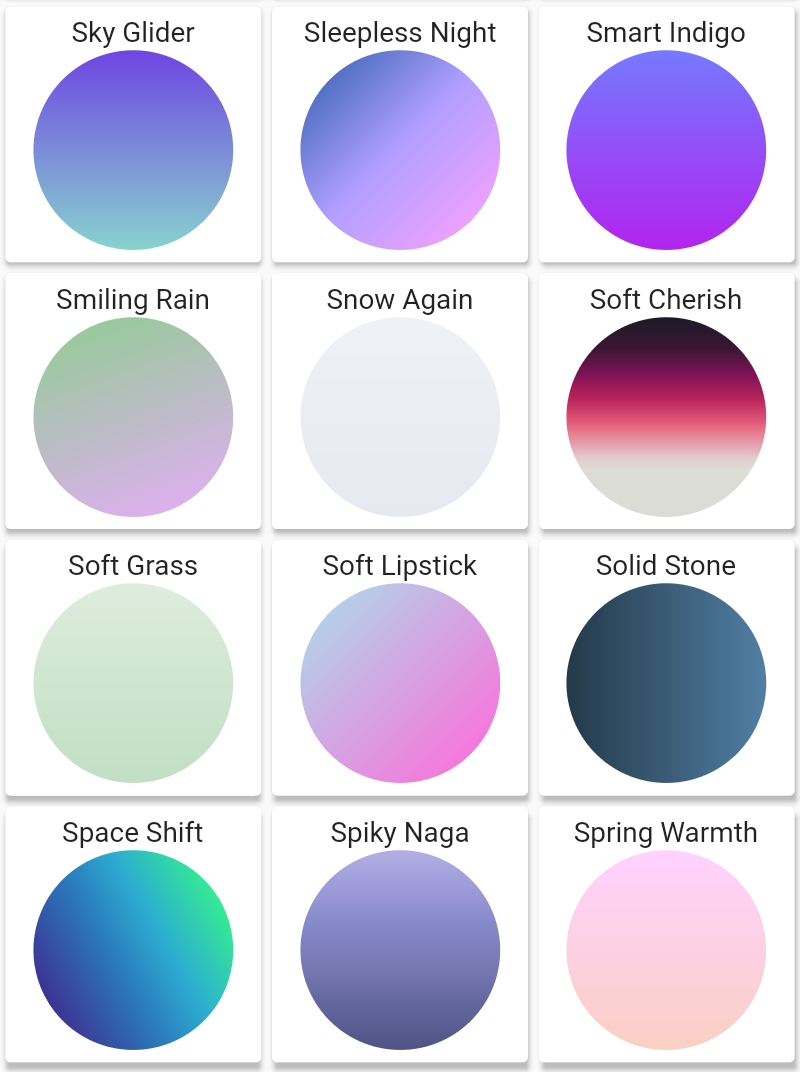 Sky Glider
Sleepless Night
Smart Indigo
Smiling Rain
Snow Again
Soft Cherish
Soft Grass
Soft Lipstick
Solid Stone
Space Shift
Spiky Naga
Spring Warmth